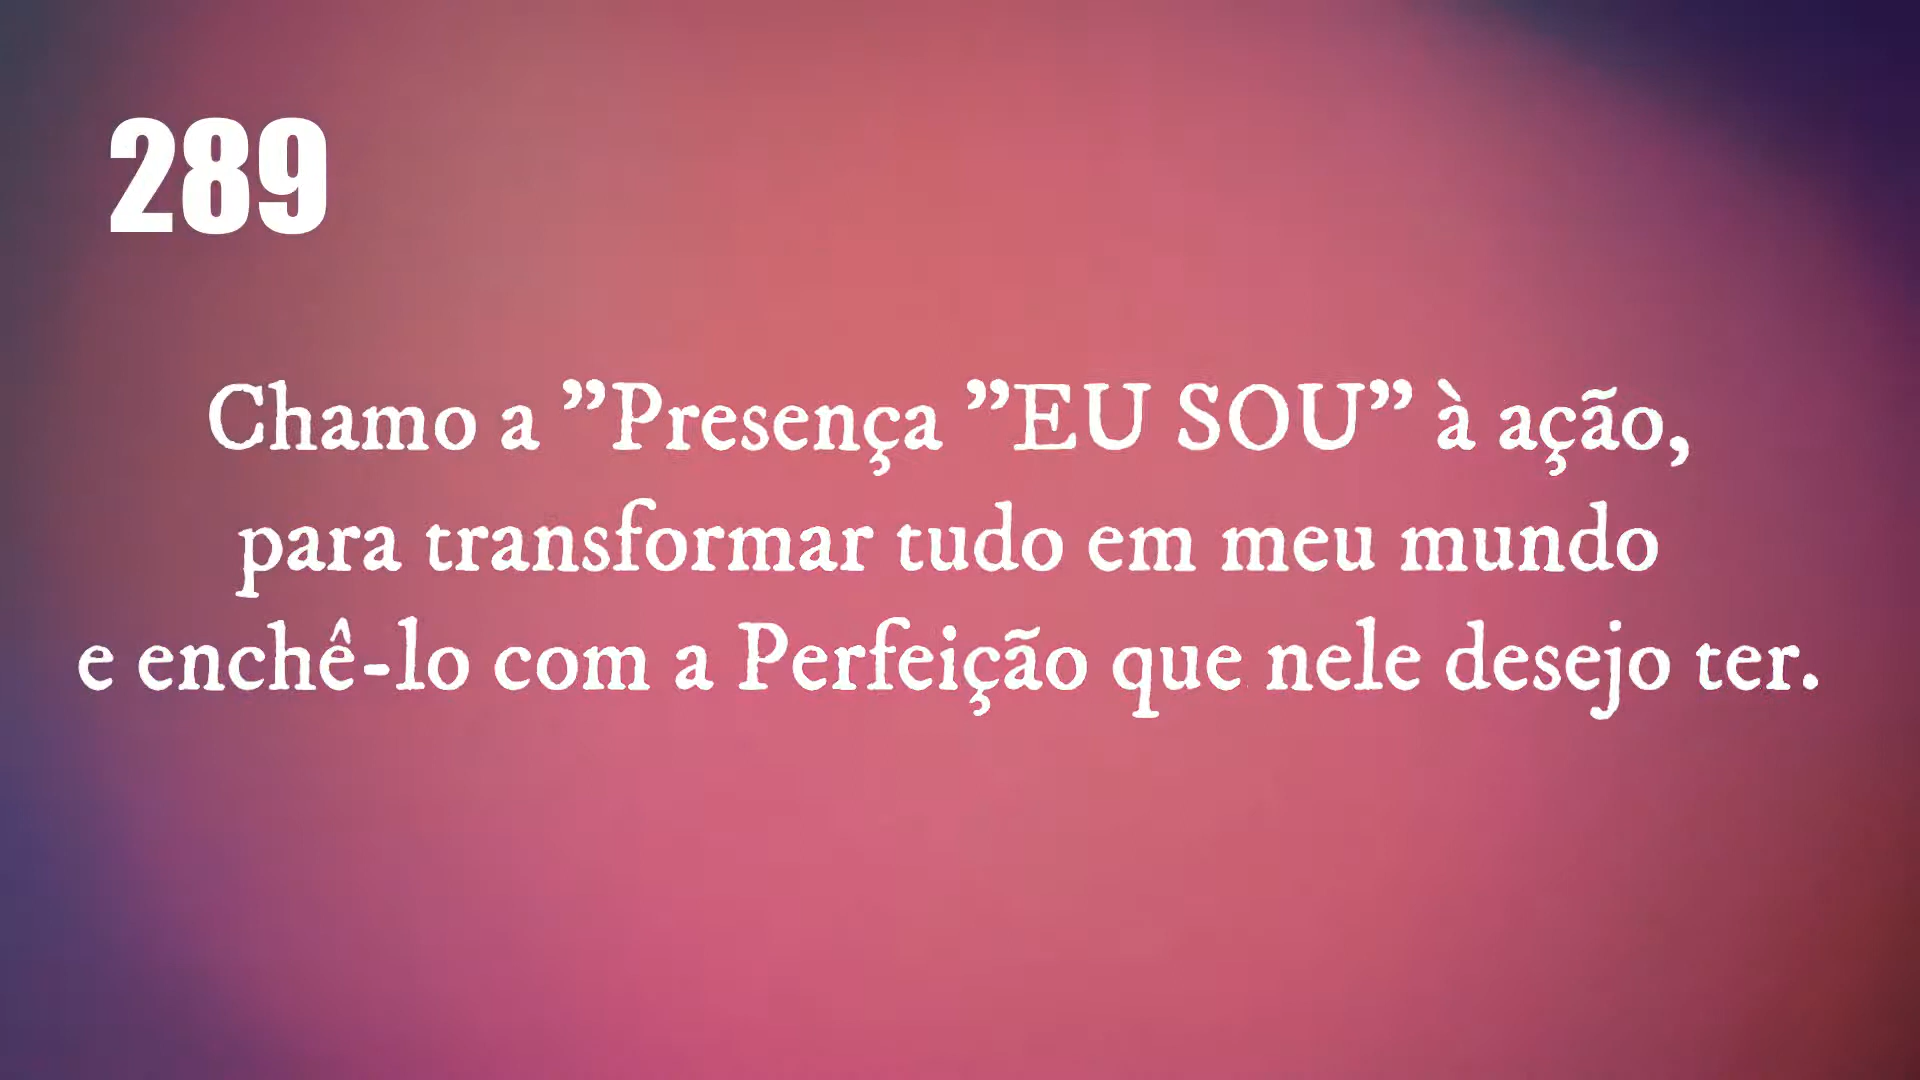 289
Chamo a ”Presença ”EU SOU” à ação,
para transformar tudo em meu mundo
e enchê-lo com a Perfeição que nele desejo ter.